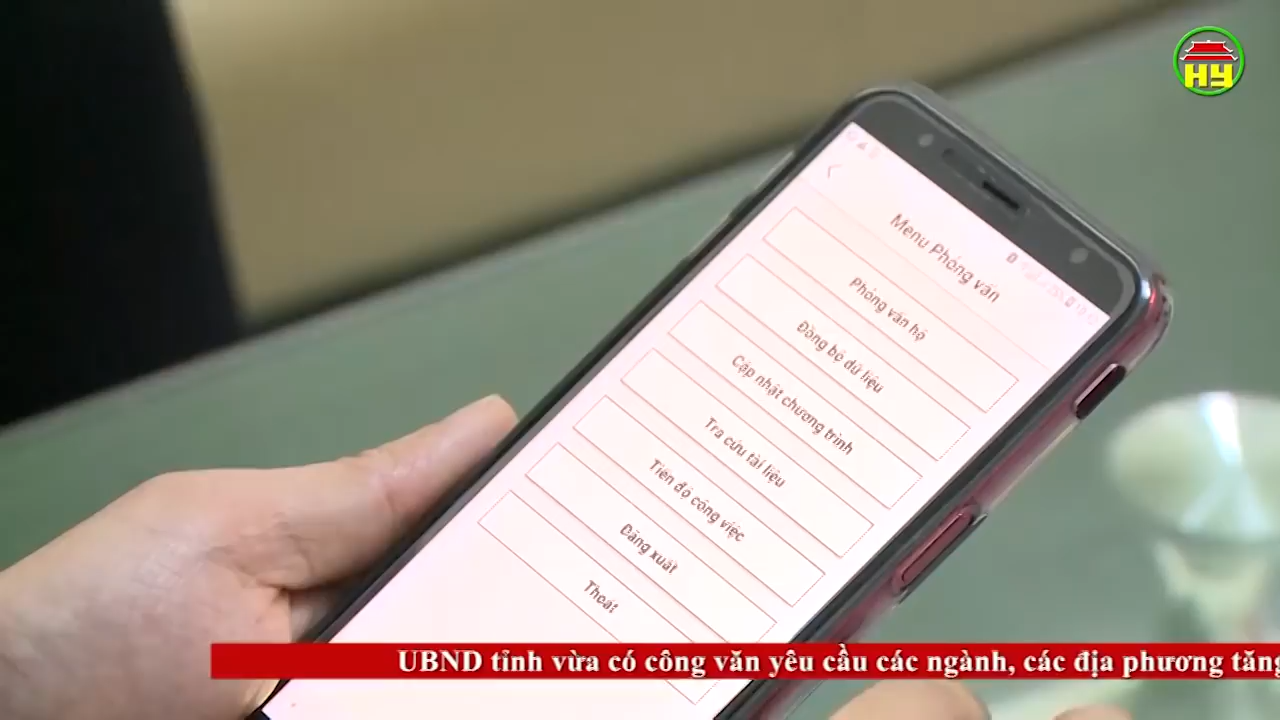 HY
Menu Phỏng vấn
Phỏng vấn hộ
Đồng bộ dữ liệu
Cập nhật chương trình
Tra cứu tài liệu
Tiến độ công việc
Đăng xuất
Thoát
UBND tỉnh vừa có công văn yêu cầu các ngành, các địa phương tăng